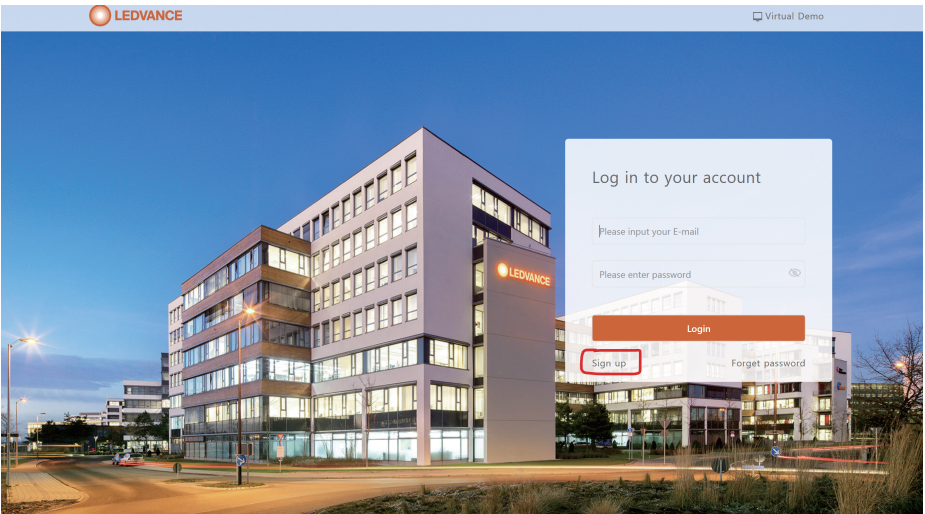 LEDVANCE
Virtual Demo
Log in to your account
Please input your E-mail
LEDVANCE
Please enter password
Login
Sign up
Forget password